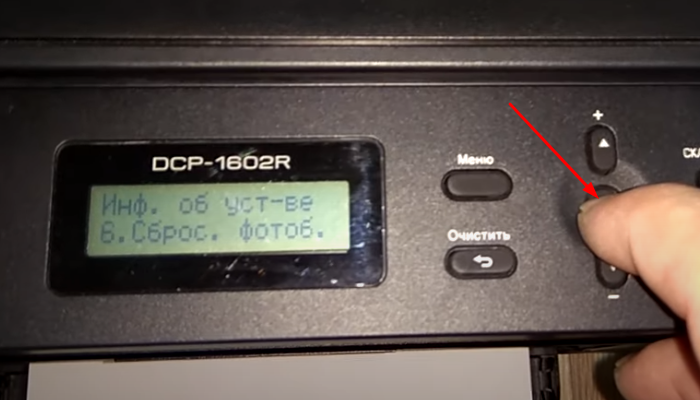 DCP-1602R
Инф. об уст-ве
6.Сброс. фотоб.
Меню
Очистить
+
−